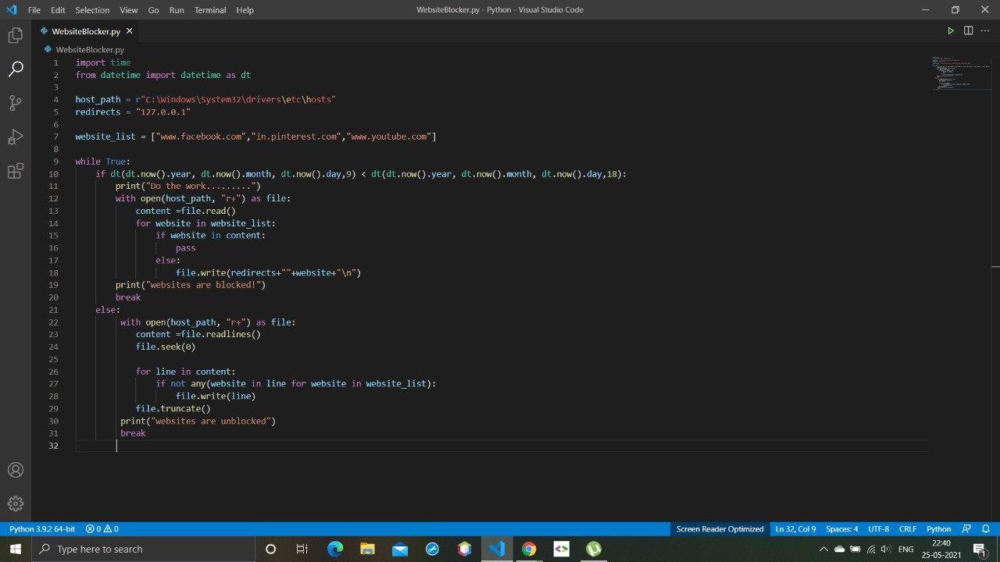 File Edit Selection View Go Run Terminal Help WebsiteBlocker.py - Python - Visual Studio Code
WebsiteBlocker.py
WebsiteBlocker.py
1 import time
2 from datetime import datetime as dt
3
4 host_path = r"C:\Windows\System32\drivers\etc\hosts"
5 redirects = "127.0.0.1"
6
7 website_list = ["www.facebook.com","in.pinterest.com","www.youtube.com"]
8
9 while True:
10 if dt(dt.now().year, dt.now().month, dt.now().day,9) < dt(dt.now().year, dt.now().month, dt.now().day,18):
11 print("Do the work.........")
12 with open(host_path, "r+") as file:
13 content =file.read()
14 for website in website_list:
15 if website in content:
16 pass
17 else:
18 file.write(redirects+""+website+"\n")
19 print("websites are blocked!")
20 break
21 else:
22 with open(host_path, "r+") as file:
23 content =file.readlines()
24 file.seek(0)
25
26 for line in content:
27 if not any(website in line for website in website_list):
28 file.write(line)
29 file.truncate()
30 print("websites are unblocked")
31 break
32
Python 3.9.2 64-bit 0 0 Screen Reader Optimized Ln 32, Col 9 Spaces: 4 UTF-8 CRLF Python
Type here to search ENG 22:40 25-05-2021 1